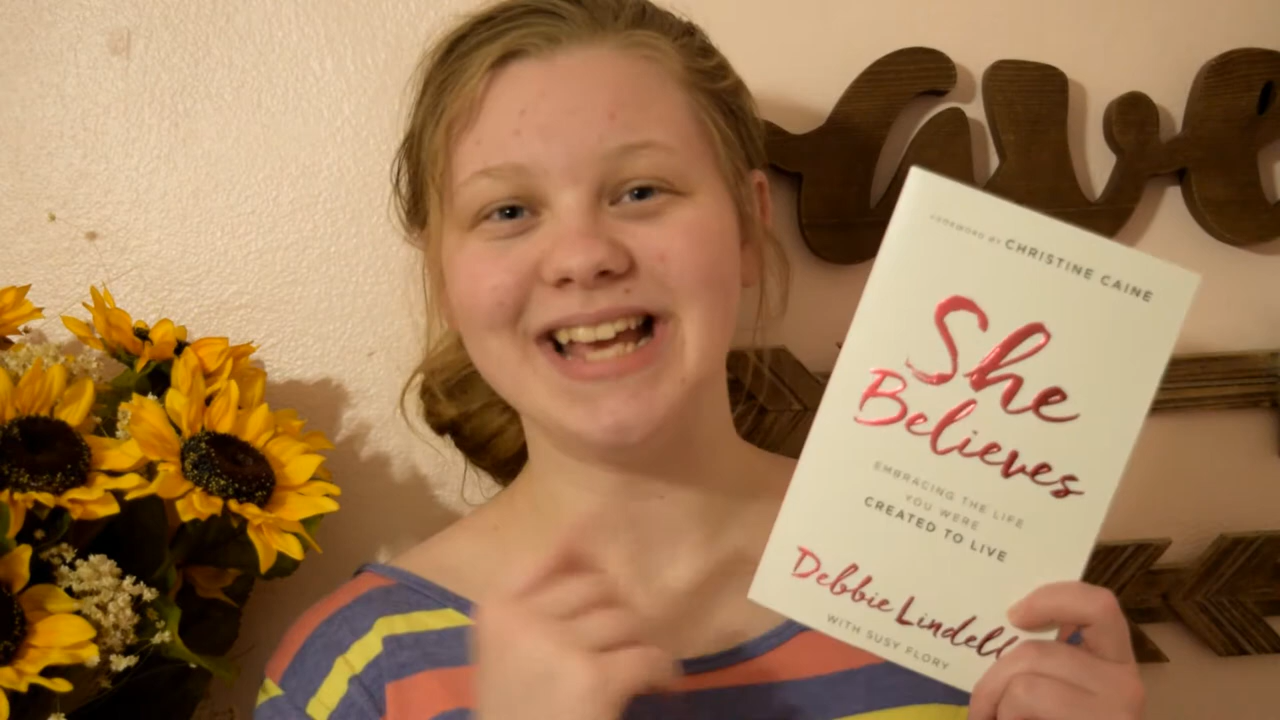 FOREWORD BY CHRISTINE CAINE
She
Believes
EMBRACING THE LIFE
YOU WERE
CREATED TO LIVE
Debbie Lindell
WITH SUSY FLORY